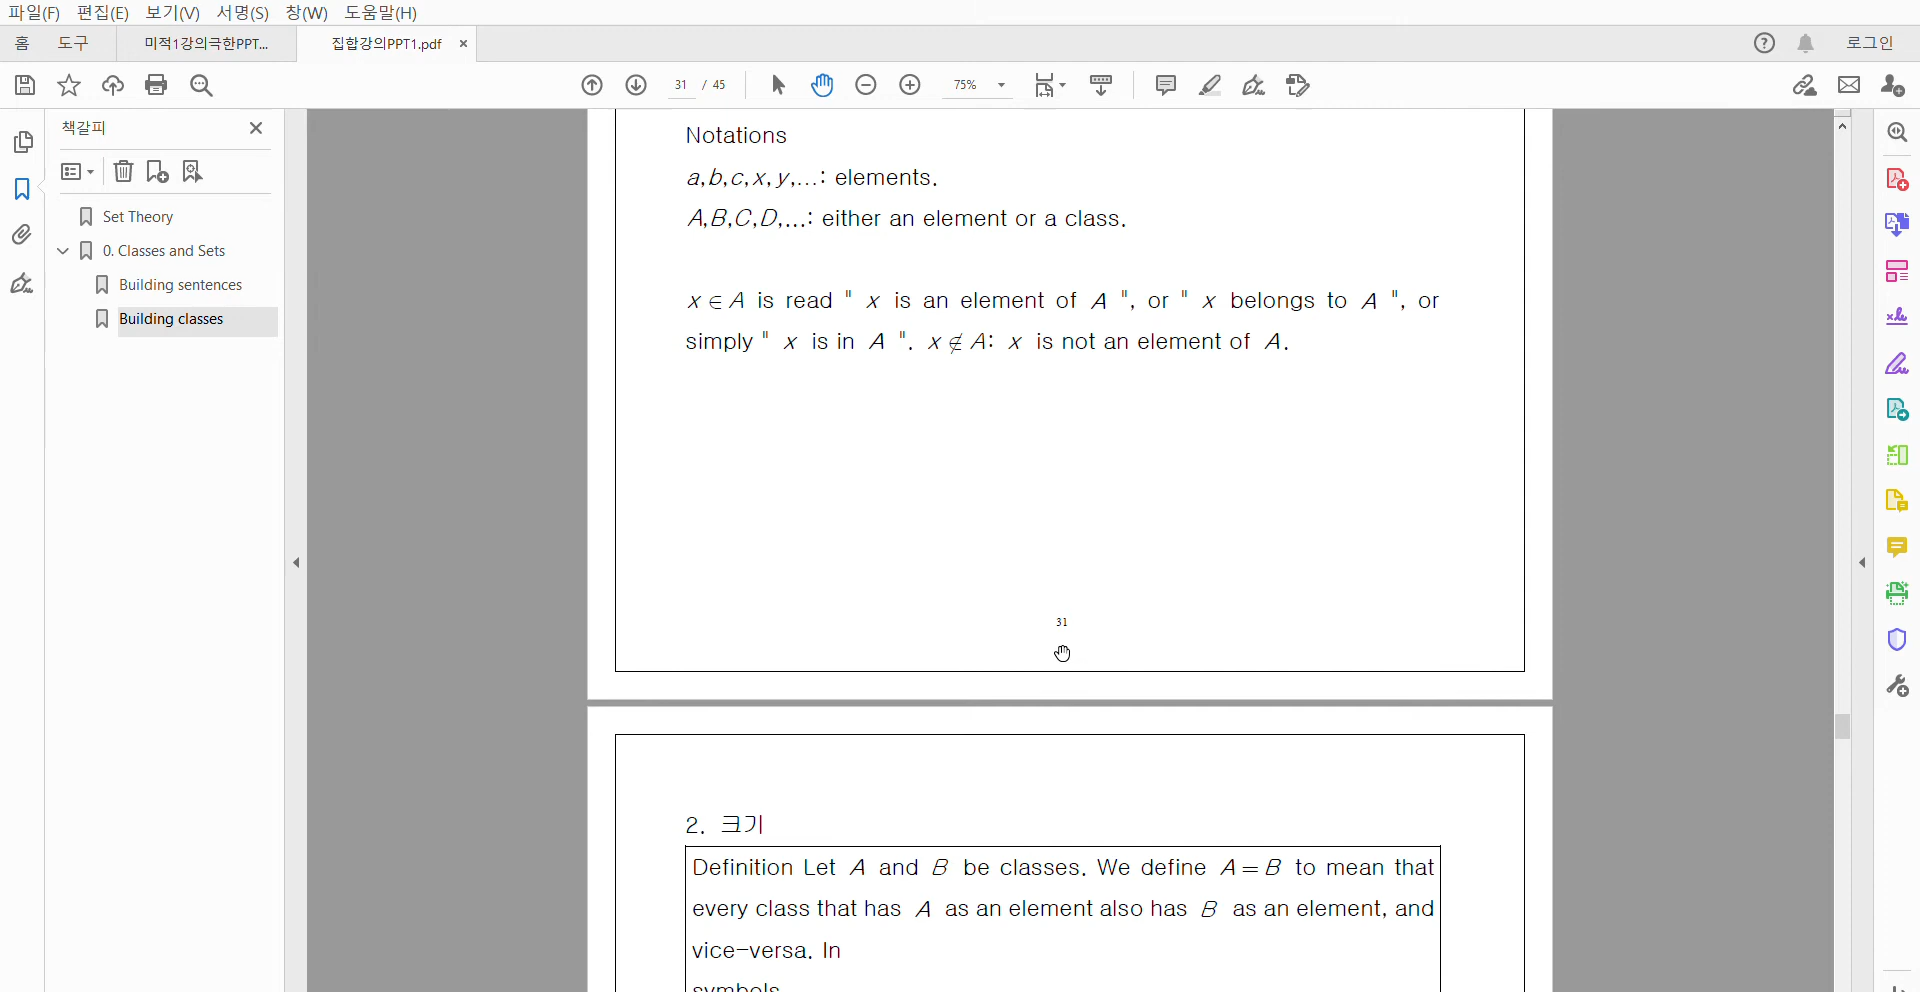 파일(F) 편집(E) 보기(V) 서명(S) 창(W) 도움말(H)
홈 도구 미적1강의극한PPT... 집합강의PPT1.pdf × 로그인
31 / 45 75%
책갈피
Set Theory
0. Classes and Sets
Building sentences
Building classes
Notations
a,b,c,x,y,...: elements.
A,B,C,D,...: either an element or a class.
x∈A is read " x is an element of A ", or " x belongs to A ", or
simply " x is in A ". x∉A: x is not an element of A.
31
2. 크기
Definition Let A and B be classes. We define A=B to mean that
every class that has A as an element also has B as an element, and
vice-versa. In
symbols